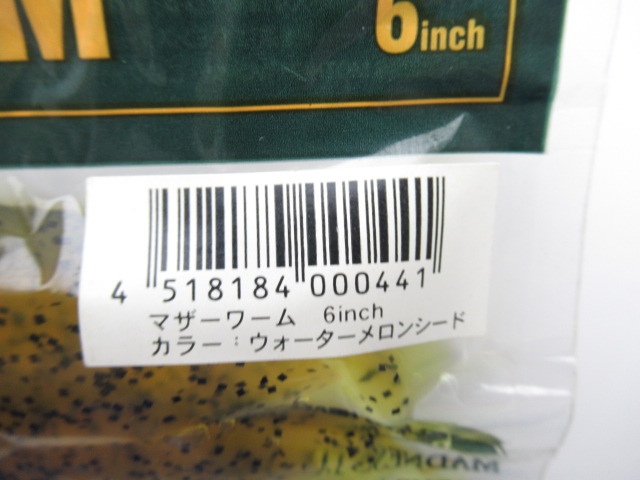 6inch
4 518184 000441
マザーワーム 6inch
カラー：ウォーターメロンシード